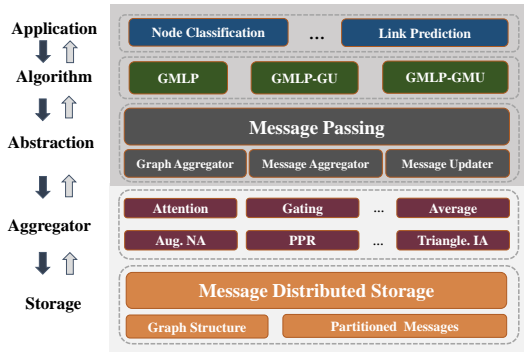 Application
Node Classification ... Link Prediction
Algorithm
GMLP GMLP-GU GMLP-GMU
Abstraction
Message Passing
Graph Aggregator Message Aggregator Message Updater
Aggregator
Attention Gating ... Average
Aug. NA PPR ... Triangle. IA
Storage
Message Distributed Storage
Graph Structure Partitioned Messages